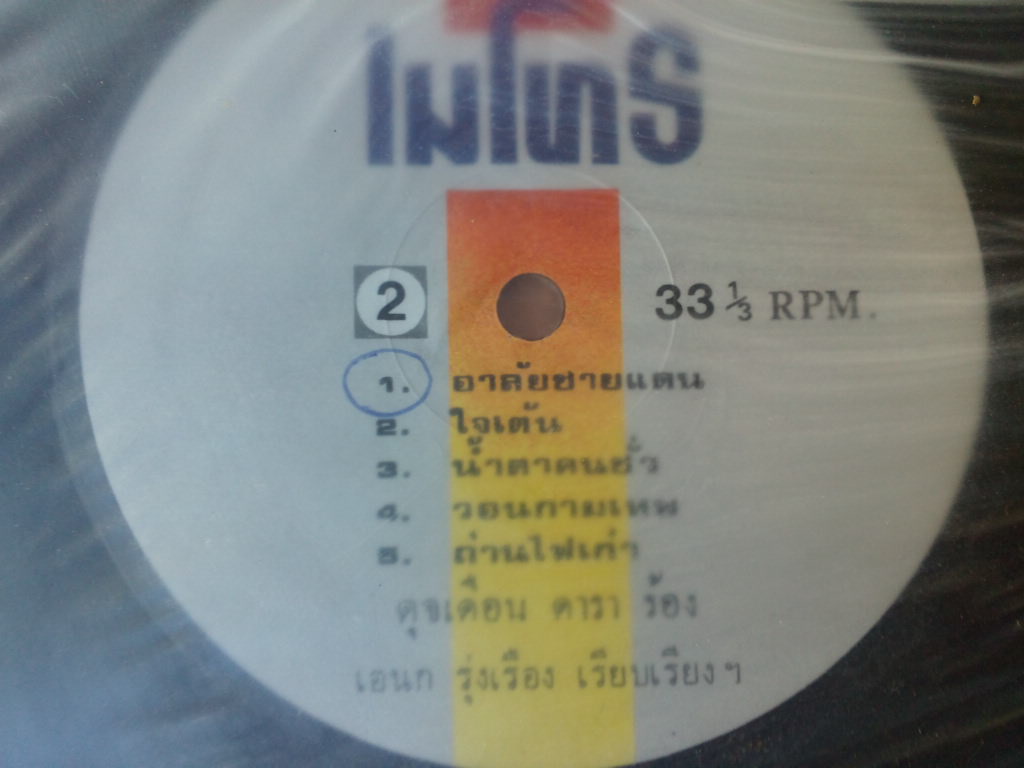 ไมโทรี
2 33 1/3 RPM.
1. อาลัยชายแดน
2. ใจเต้น
3. น้ำตาคนชั่ว
4. วอนกามเทพ
5. ถ่านไฟเก่า
ดุจเดือน ดารา ร้อง
เอนก รุ่งเรือง เรียบเรียงฯ